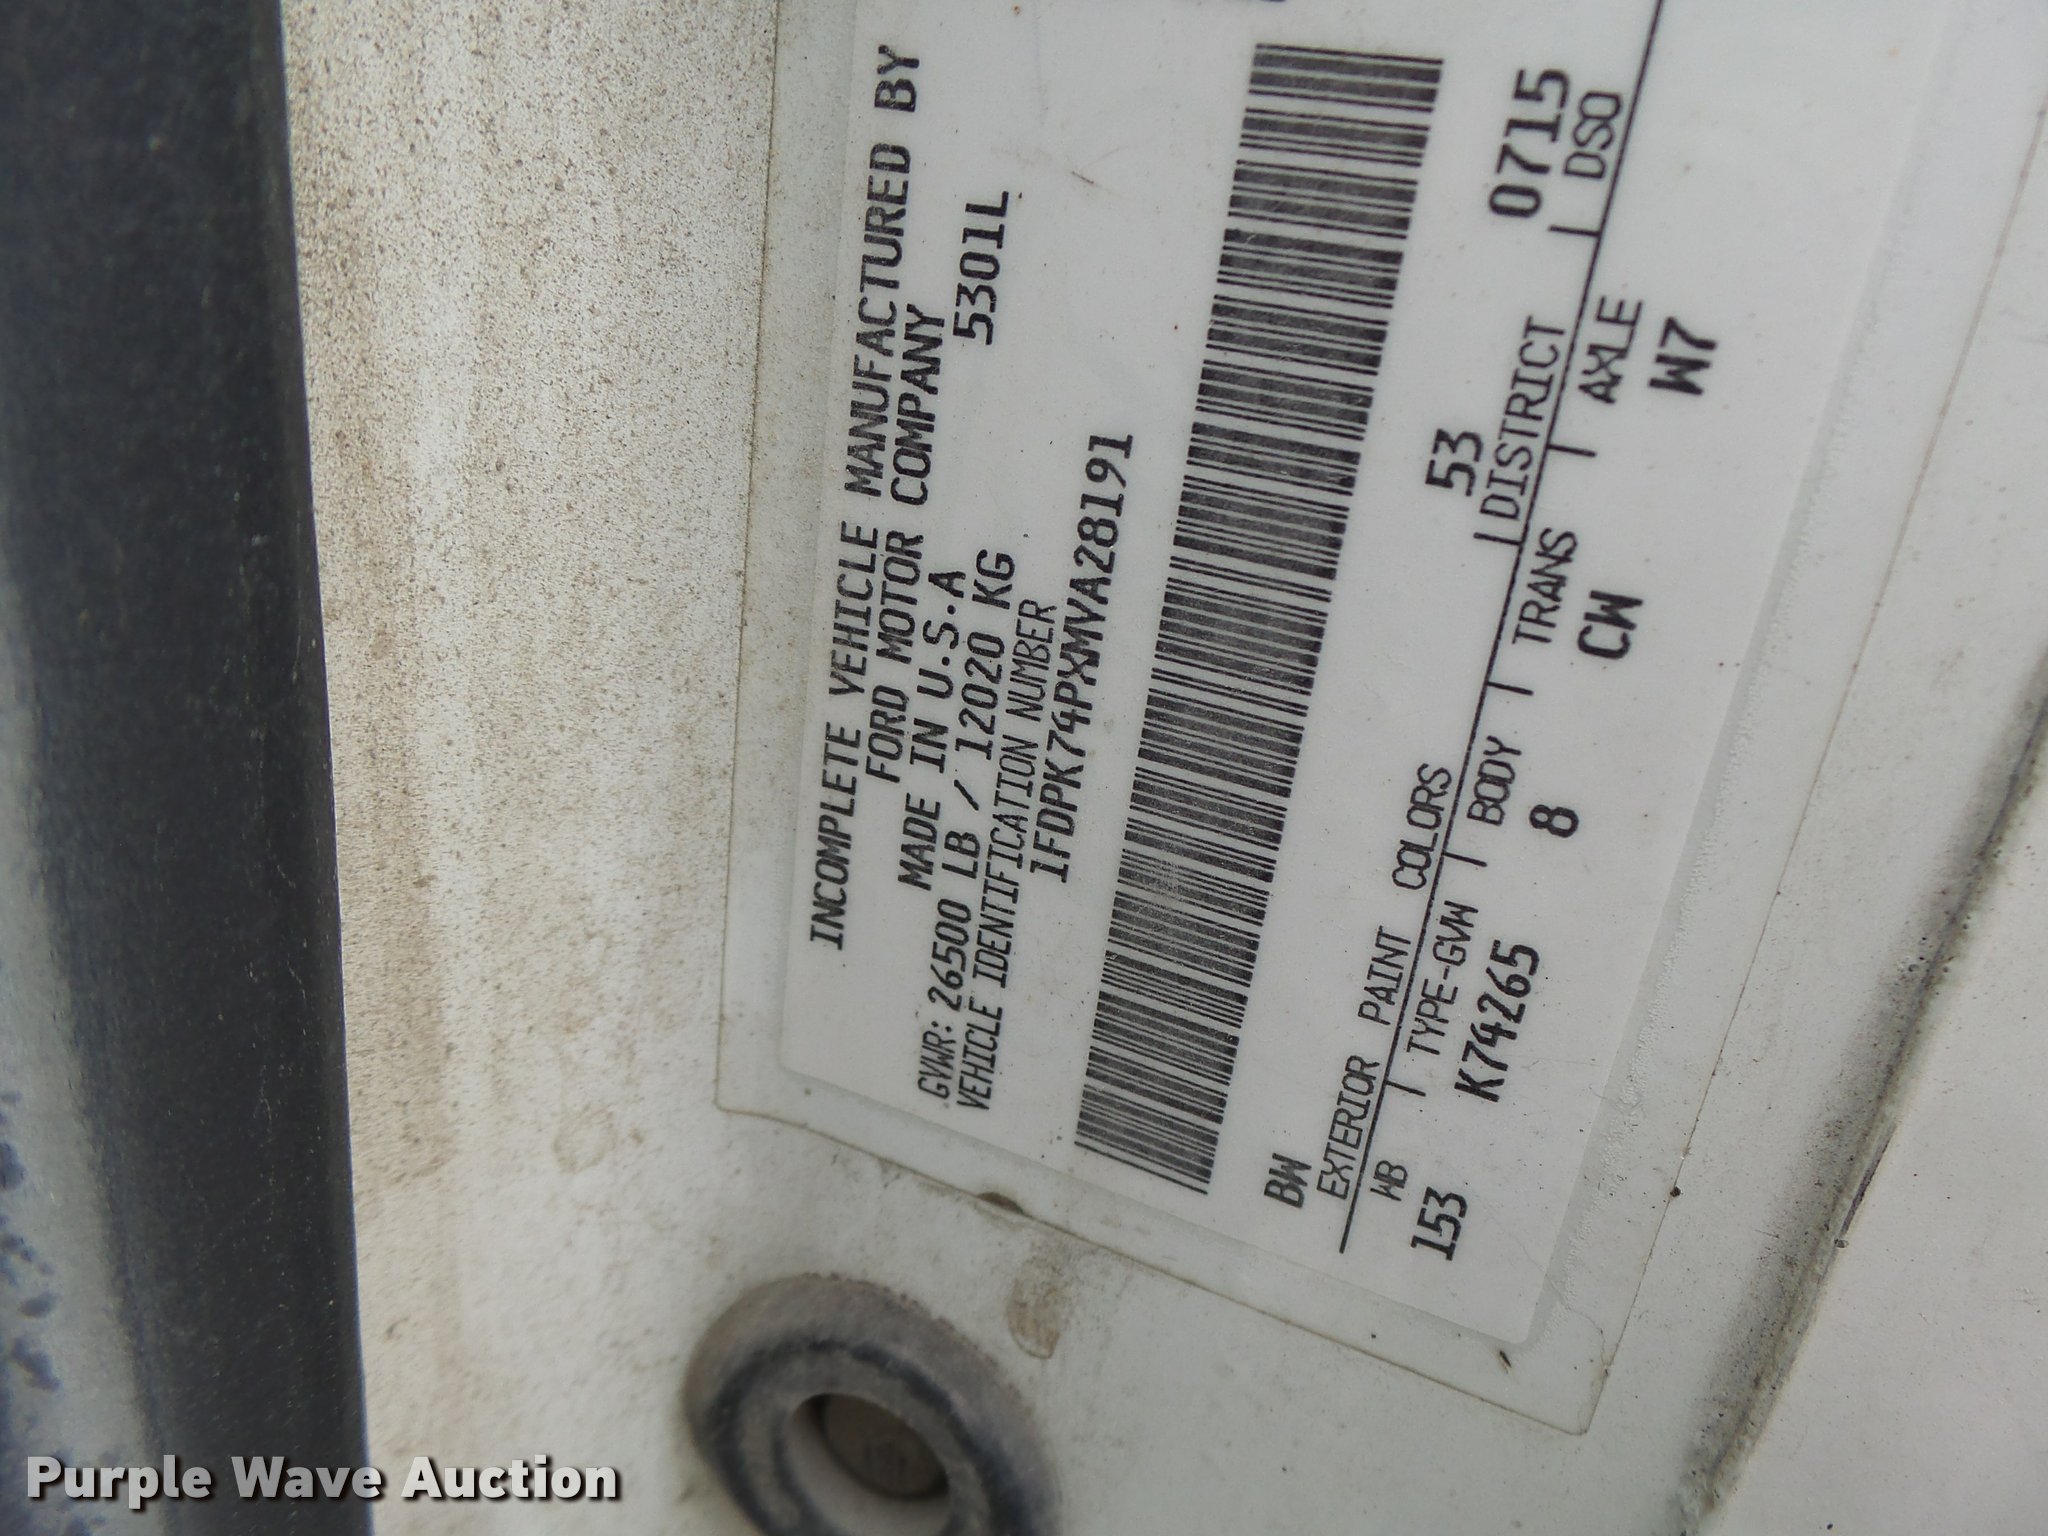 INCOMPLETE VEHICLE MANUFACTURED BY
FORD MOTOR COMPANY
MADE IN U.S.A 5301L
GVWR: 26500 LB / 12020 KG
VEHICLE IDENTIFICATION NUMBER
1FDPK74PXMVA28191
BW 53 0715
EXTERIOR PAINT COLORS DISTRICT DSO
WB TYPE-GVW BODY TRANS AXLE
153 K74265 8 CW W7
Purple Wave Auction